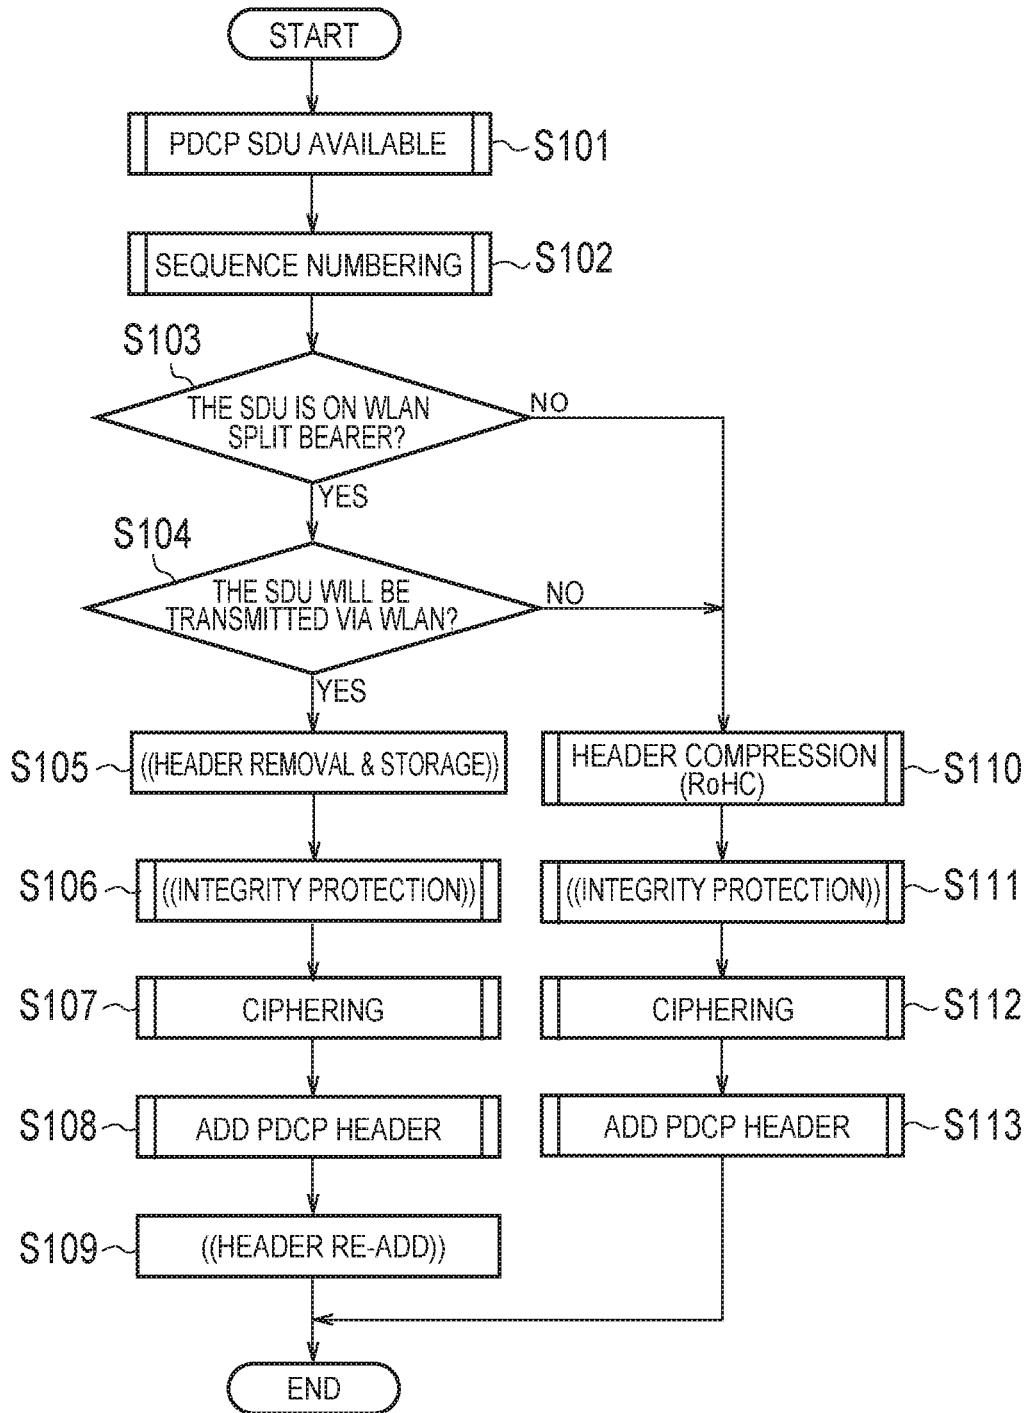 START
PDCP SDU AVAILABLE
S101
SEQUENCE NUMBERING
S102
S103
THE SDU IS ON WLAN
SPLIT BEARER?
NO
YES
S104
THE SDU WILL BE
TRANSMITTED VIA WLAN?
NO
YES
S105
((HEADER REMOVAL & STORAGE))
HEADER COMPRESSION
(RoHC)
S110
S106
((INTEGRITY PROTECTION))
((INTEGRITY PROTECTION))
S111
S107
CIPHERING
CIPHERING
S112
S108
ADD PDCP HEADER
ADD PDCP HEADER
S113
S109
((HEADER RE-ADD))
END